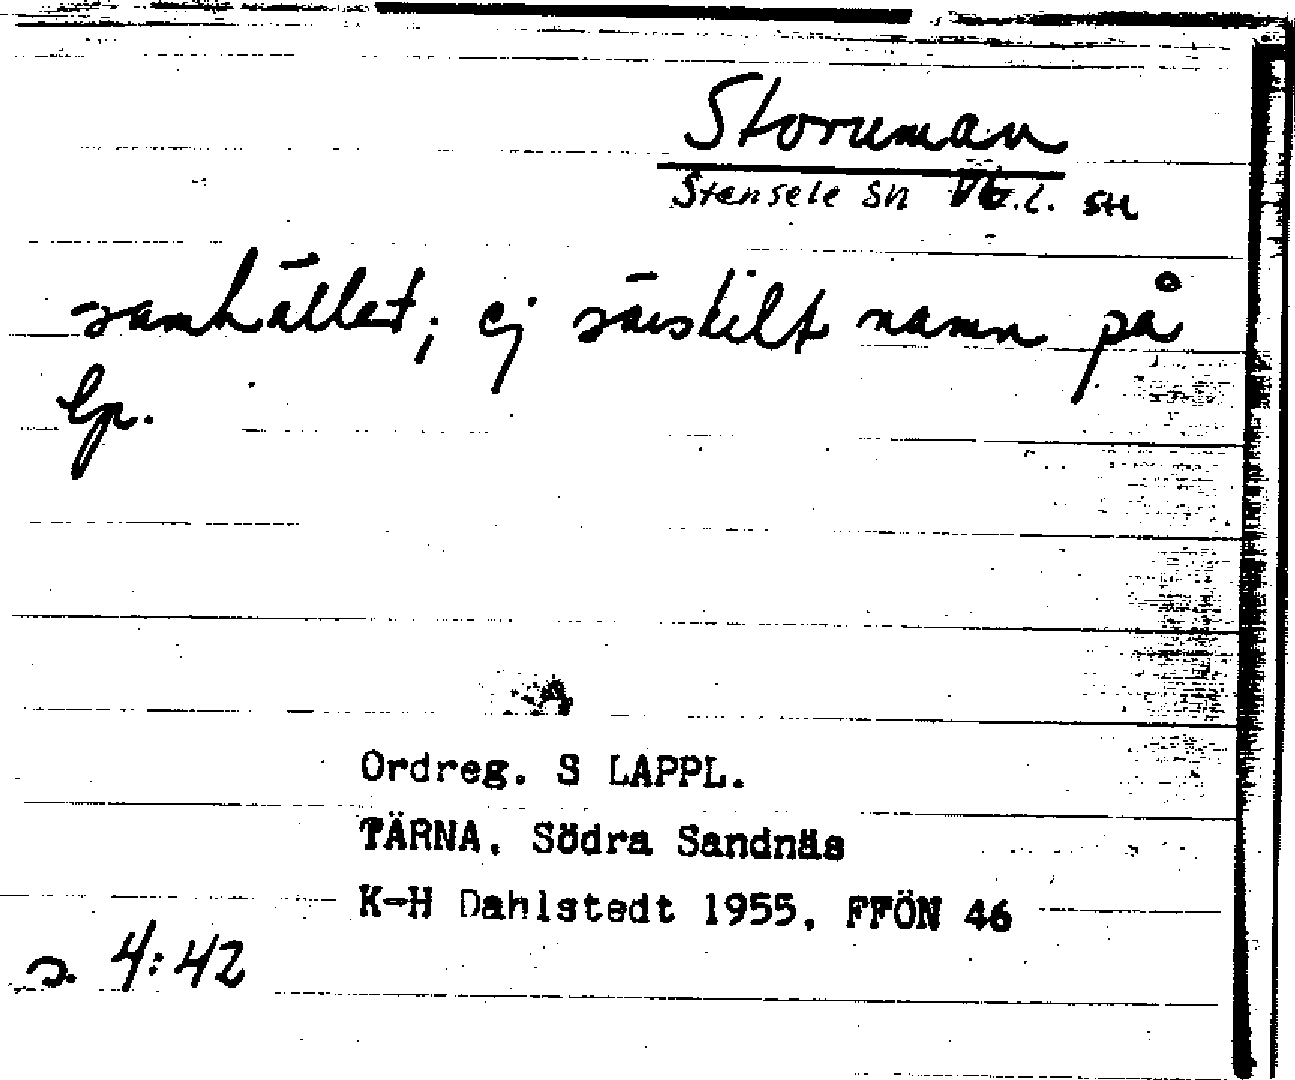 Storuman
Stensele sn Vb.l. SH
samhället; ej särskilt namn på
lp.
Ordreg. S LAPPL.
TÄRNA. Södra Sandnäs
K-H Dahlstedt 1955, FFÖN 46
s. 4:42